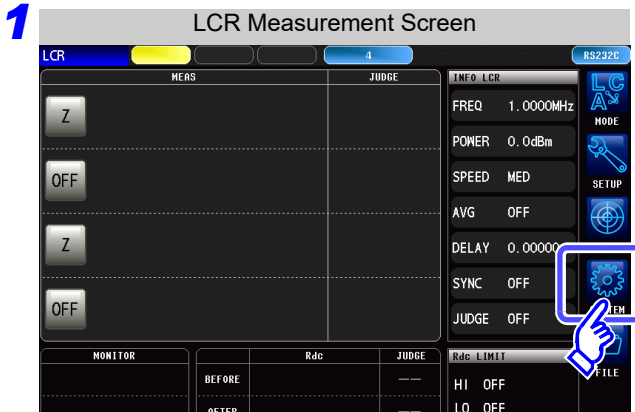 1
LCR Measurement Screen
LCR 4 RS232C
MEAS JUDGE
Z
OFF
Z
OFF
INFO LCR
FREQ 1.0000MHz
POWER 0.0dBm
SPEED MED
AVG OFF
DELAY 0.00000
SYNC OFF
JUDGE OFF
MODE
SETUP
FILE
MONITOR Rdc JUDGE
BEFORE -- 
AFTER --
Rdc LIMIT
HI OFF
LO OFF